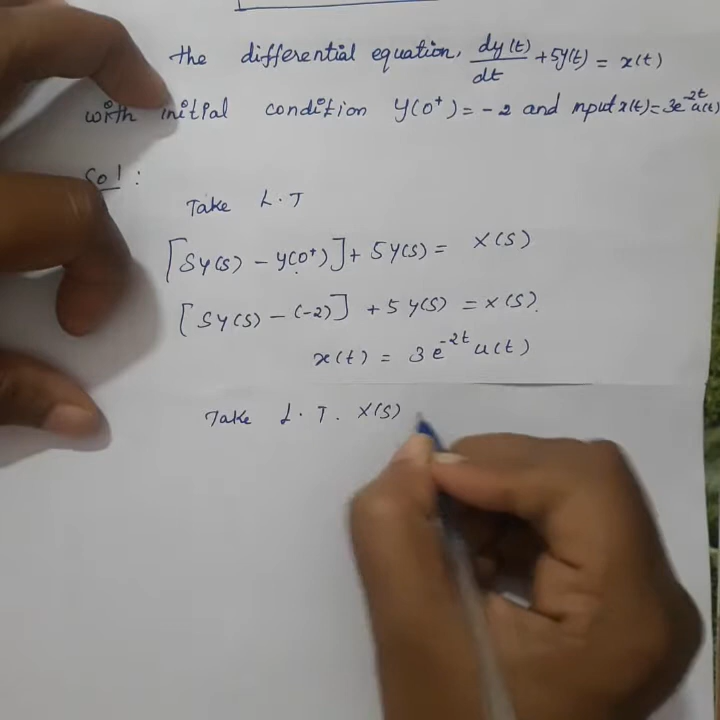 the differential equation, dy(t)/dt + 5y(t) = x(t)
with initial condition y(0⁺) = -2 and input x(t) = 3e⁻²ᵗu(t)
Sol :
Take L.T
[SY(S) - y(0⁺)] + 5Y(S) = X(S)
[SY(S) - (-2)] + 5Y(S) = X(S).
x(t) = 3e⁻²ᵗ u(t)
Take L.T. X(S)